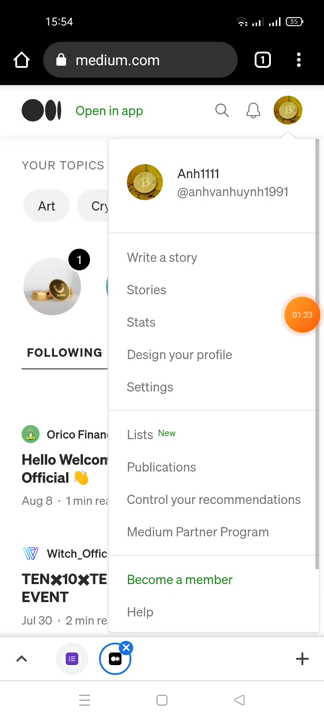 15:54
55
medium.com
1
Open in app
YOUR TOPICS
Anh1111
@anhvanhuynh1991
Art
Cry
1
Write a story
Stories
Stats
01:23
FOLLOWING
Design your profile
Settings
Orico Finan
Lists New
Hello Welcom
Official 👋
Publications
Aug 8 · 1 min rea
Control your recommendations
Medium Partner Program
Witch_Offic
TEN✖10✖TE
EVENT
Become a member
Jul 30 · 2 min re
Help